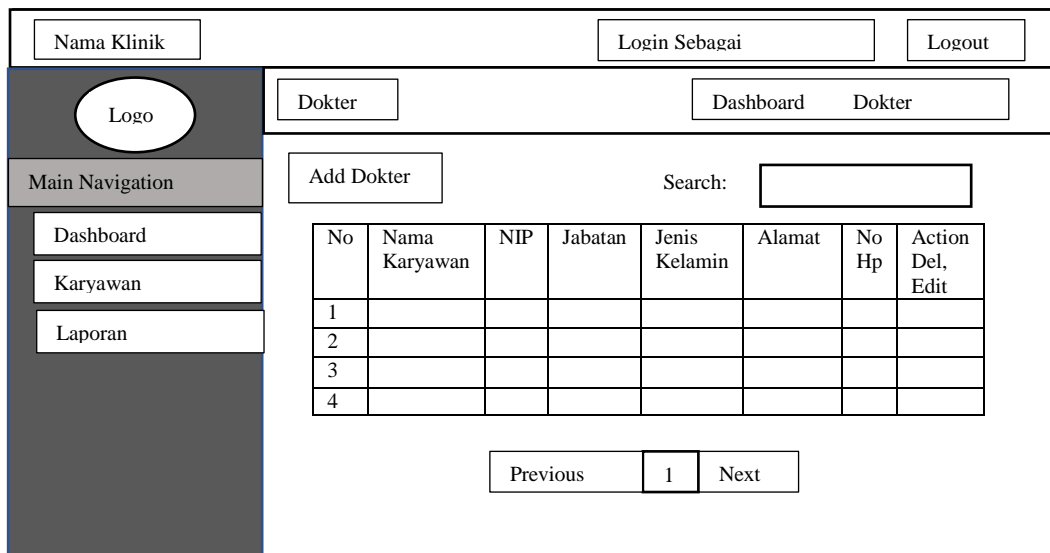 Nama Klinik
Login Sebagai
Logout
Logo
Dokter
Dashboard Dokter
Main Navigation
Add Dokter
Search:
Dashboard
Karyawan
Laporan
No Nama Karyawan NIP Jabatan Jenis Kelamin Alamat No Hp Action Del, Edit
1
2
3
4
Previous 1 Next